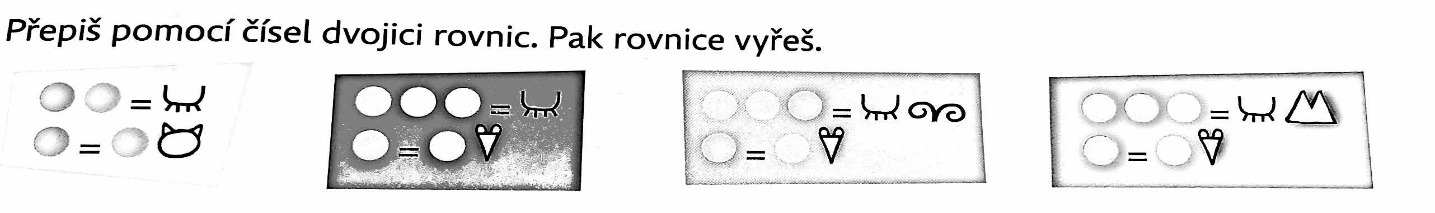 Přepiš pomocí čísel dvojici rovnic. Pak rovnice vyřeš.